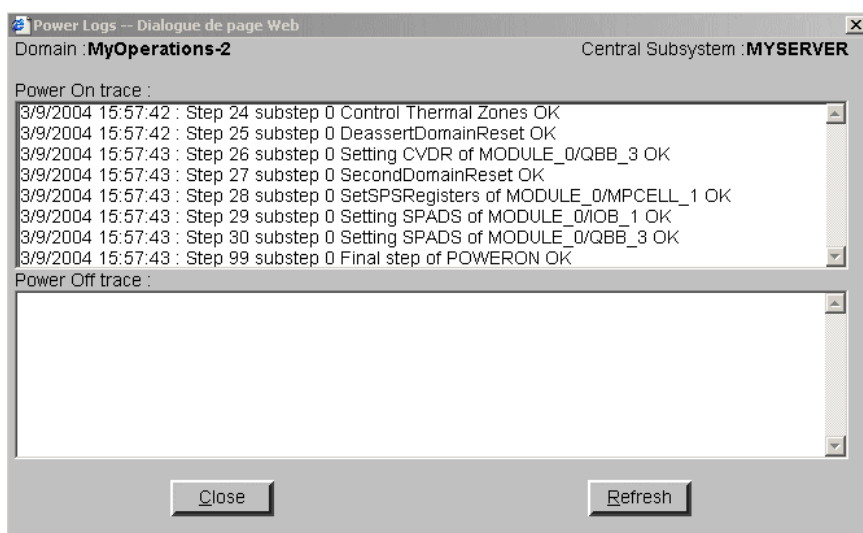 Power Logs -- Dialogue de page Web
Domain :MyOperations-2 Central Subsystem :MYSERVER
Power On trace :
3/9/2004 15:57:42 : Step 24 substep 0 Control Thermal Zones OK
3/9/2004 15:57:42 : Step 25 substep 0 DeassertDomainReset OK
3/9/2004 15:57:43 : Step 26 substep 0 Setting CVDR of MODULE_0/QBB_3 OK
3/9/2004 15:57:43 : Step 27 substep 0 SecondDomainReset OK
3/9/2004 15:57:43 : Step 28 substep 0 SetSPSRegisters of MODULE_0/MPCELL_1 OK
3/9/2004 15:57:43 : Step 29 substep 0 Setting SPADS of MODULE_0/IOB_1 OK
3/9/2004 15:57:43 : Step 30 substep 0 Setting SPADS of MODULE_0/QBB_3 OK
3/9/2004 15:57:43 : Step 99 substep 0 Final step of POWERON OK
Power Off trace :
Close Refresh